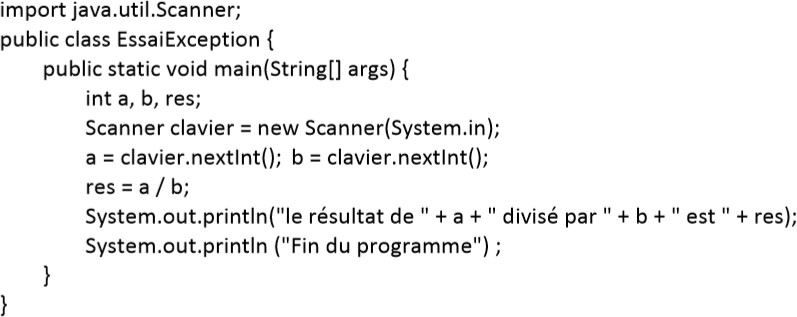 import java.util.Scanner;
public class EssaiException {
public static void main(String[] args) {
int a, b, res;
Scanner clavier = new Scanner(System.in);
a = clavier.nextInt(); b = clavier.nextInt();
res = a / b;
System.out.println("le résultat de " + a + " divisé par " + b + " est " + res);
System.out.println ("Fin du programme") ;
}
}